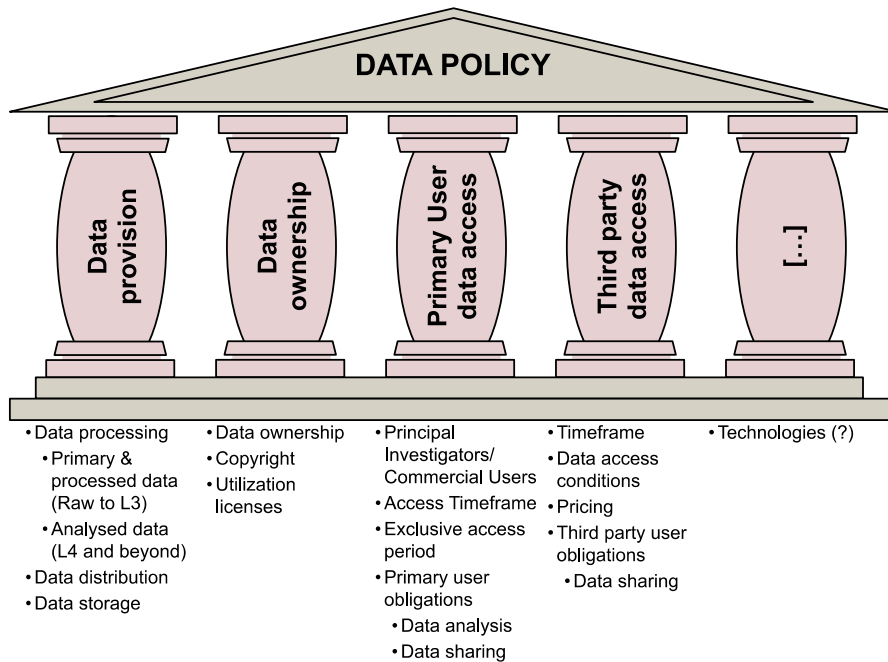 DATA POLICY
Data
provision
Data
ownership
Primary User
data access
Third party
data access
[...]
• Data processing
• Primary &
processed data
(Raw to L3)
• Analysed data
(L4 and beyond)
• Data distribution
• Data storage
• Data ownership
• Copyright
• Utilization
licenses
• Principal
Investigators/
Commercial Users
• Access Timeframe
• Exclusive access
period
• Primary user
obligations
• Data analysis
• Data sharing
• Timeframe
• Data access
conditions
• Pricing
• Third party user
obligations
• Data sharing
• Technologies (?)